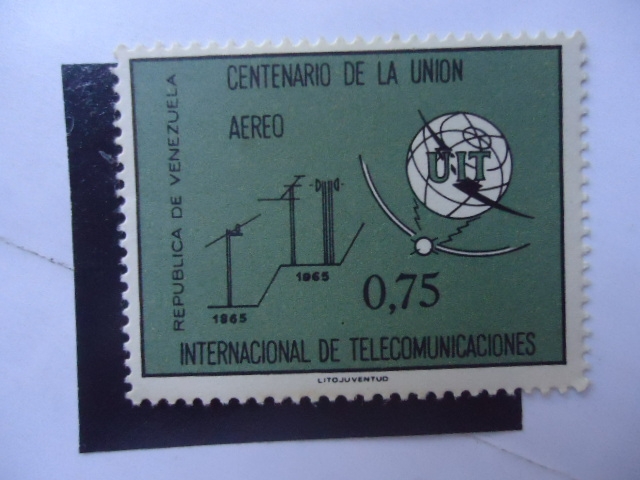 CENTENARIO DE LA UNION
AEREO
REPUBLICA DE VENEZUELA
UIT
1965
1865
0,75
INTERNACIONAL DE TELECOMUNICACIONES
LITOJUVENTUD